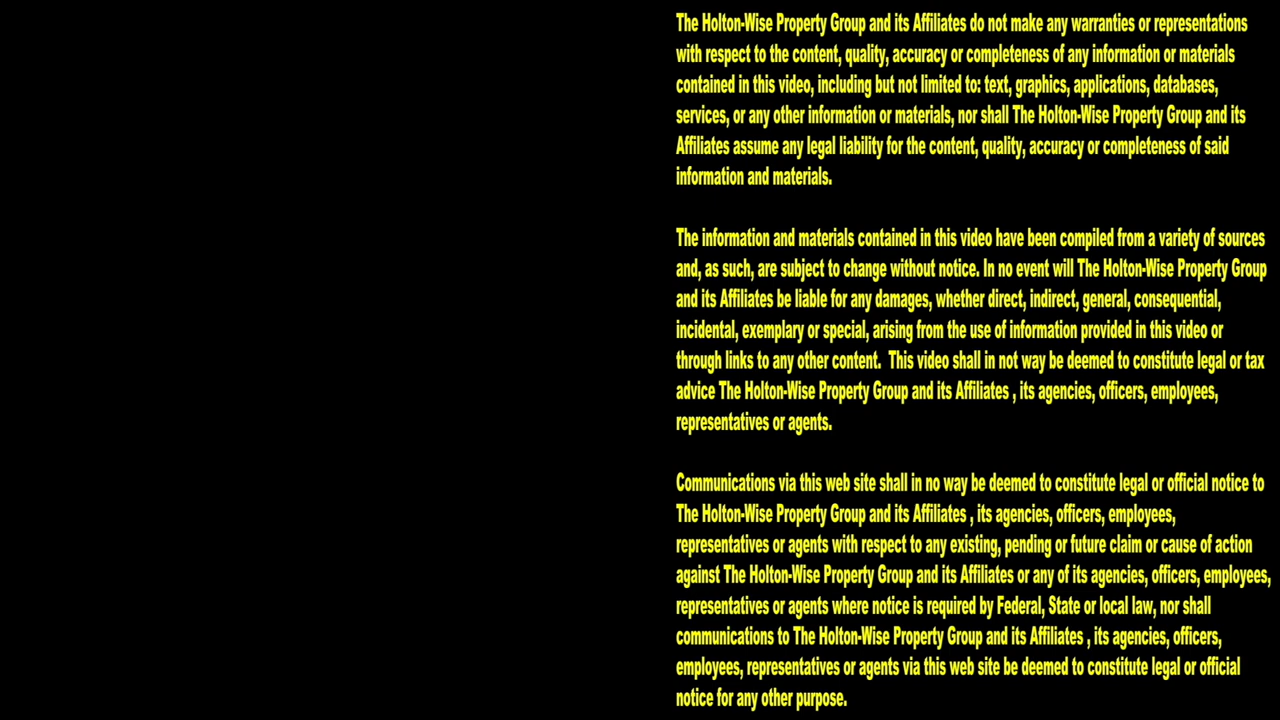 The Holton-Wise Property Group and its Affiliates do not make any warranties or representations
with respect to the content, quality, accuracy or completeness of any information or materials
contained in this video, including but not limited to: text, graphics, applications, databases,
services, or any other information or materials, nor shall The Holton-Wise Property Group and its
Affiliates assume any legal liability for the content, quality, accuracy or completeness of said
information and materials.
The information and materials contained in this video have been compiled from a variety of sources
and, as such, are subject to change without notice. In no event will The Holton-Wise Property Group
and its Affiliates be liable for any damages, whether direct, indirect, general, consequential,
incidental, exemplary or special, arising from the use of information provided in this video or
through links to any other content.  This video shall in not way be deemed to constitute legal or tax
advice The Holton-Wise Property Group and its Affiliates , its agencies, officers, employees,
representatives or agents.
Communications via this web site shall in no way be deemed to constitute legal or official notice to
The Holton-Wise Property Group and its Affiliates , its agencies, officers, employees,
representatives or agents with respect to any existing, pending or future claim or cause of action
against The Holton-Wise Property Group and its Affiliates or any of its agencies, officers, employees,
representatives or agents where notice is required by Federal, State or local law, nor shall
communications to The Holton-Wise Property Group and its Affiliates , its agencies, officers,
employees, representatives or agents via this web site be deemed to constitute legal or official
notice for any other purpose.